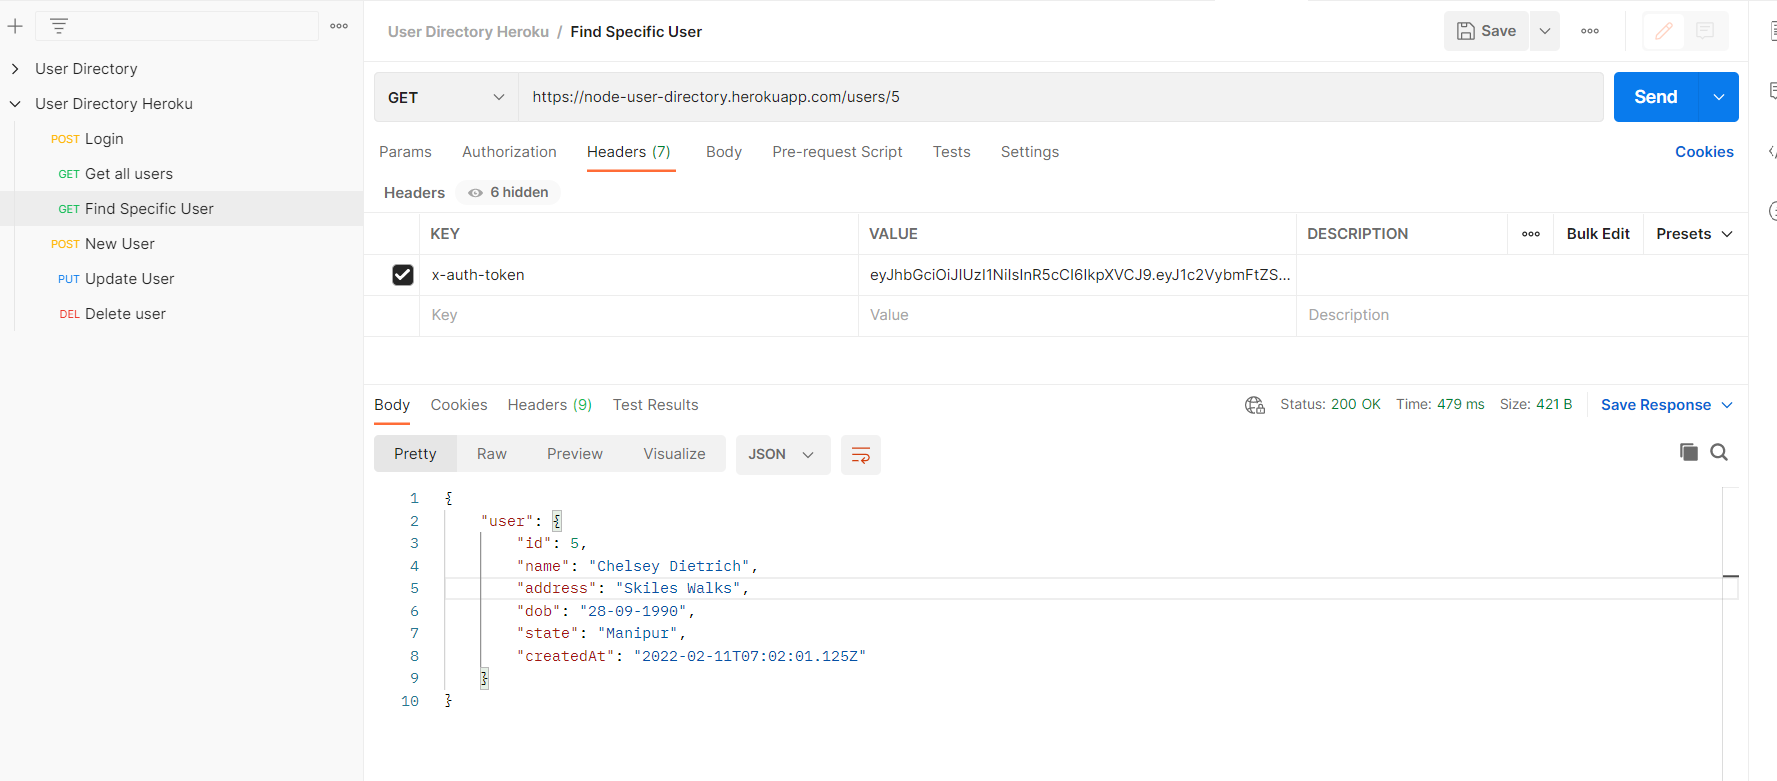 User Directory
User Directory Heroku
POST Login
GET Get all users
GET Find Specific User
POST New User
PUT Update User
DEL Delete user
User Directory Heroku / Find Specific User
Save
GET https://node-user-directory.herokuapp.com/users/5 Send
Params Authorization Headers (7) Body Pre-request Script Tests Settings Cookies
Headers 6 hidden
KEY VALUE DESCRIPTION Bulk Edit Presets
x-auth-token eyJhbGciOiJIUzI1NiIsInR5cCI6IkpXVCJ9.eyJ1c2VybmFtZS...
Key Value Description
Body Cookies Headers (9) Test Results Status: 200 OK Time: 479 ms Size: 421 B Save Response
Pretty Raw Preview Visualize JSON
1 {
2 "user": {
3 "id": 5,
4 "name": "Chelsey Dietrich",
5 "address": "Skiles Walks",
6 "dob": "28-09-1990",
7 "state": "Manipur",
8 "createdAt": "2022-02-11T07:02:01.125Z"
9 }
10 }